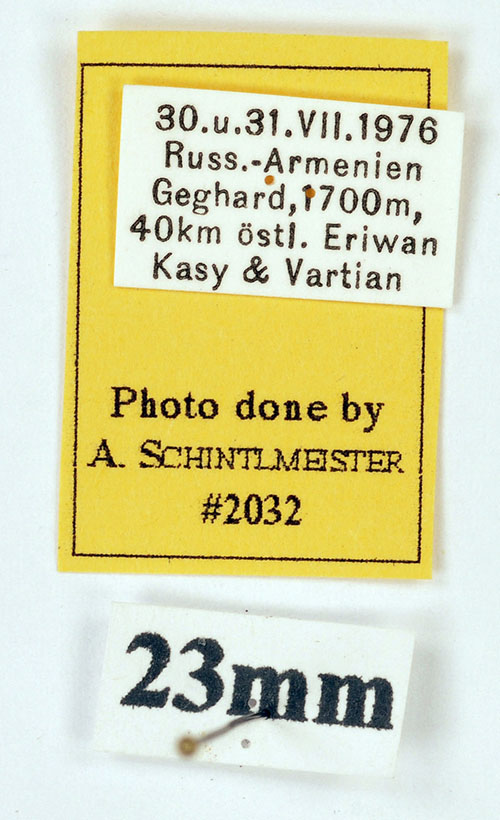 30.u.31.VII.1976
Russ.-Armenien
Geghard, 1700m,
40km östl. Eriwan
Kasy & Vartian
Photo done by
A. SCHINTLMEISTER
#2032
23mm